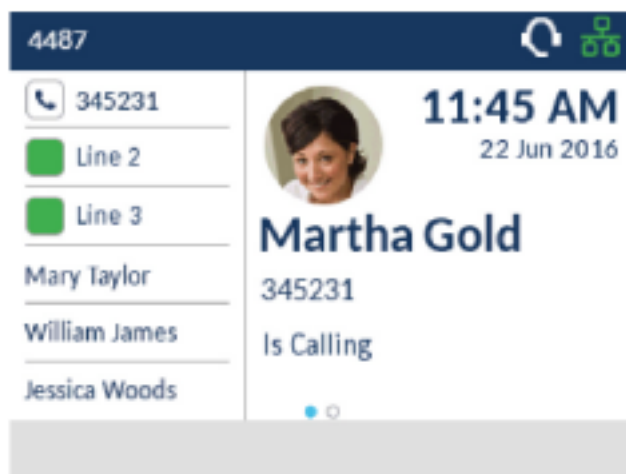 4487
345231
Line 2
Line 3
Mary Taylor
William James
Jessica Woods
11:45 AM
22 Jun 2016
Martha Gold
345231
Is Calling